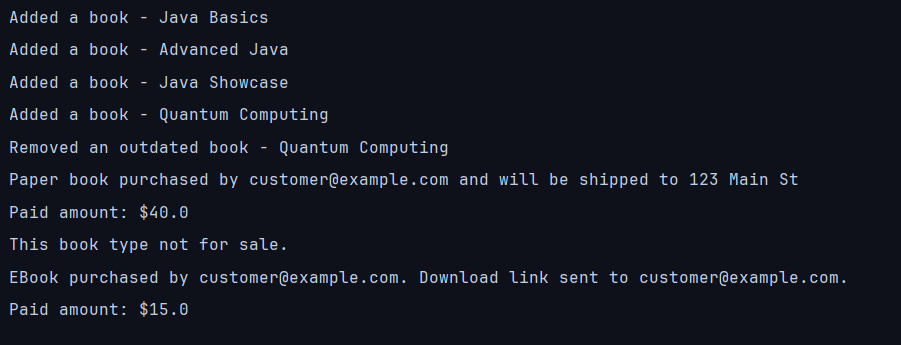 Added a book - Java Basics
Added a book - Advanced Java
Added a book - Java Showcase
Added a book - Quantum Computing
Removed an outdated book - Quantum Computing
Paper book purchased by customer@example.com and will be shipped to 123 Main St
Paid amount: $40.0
This book type not for sale.
EBook purchased by customer@example.com. Download link sent to customer@example.com.
Paid amount: $15.0